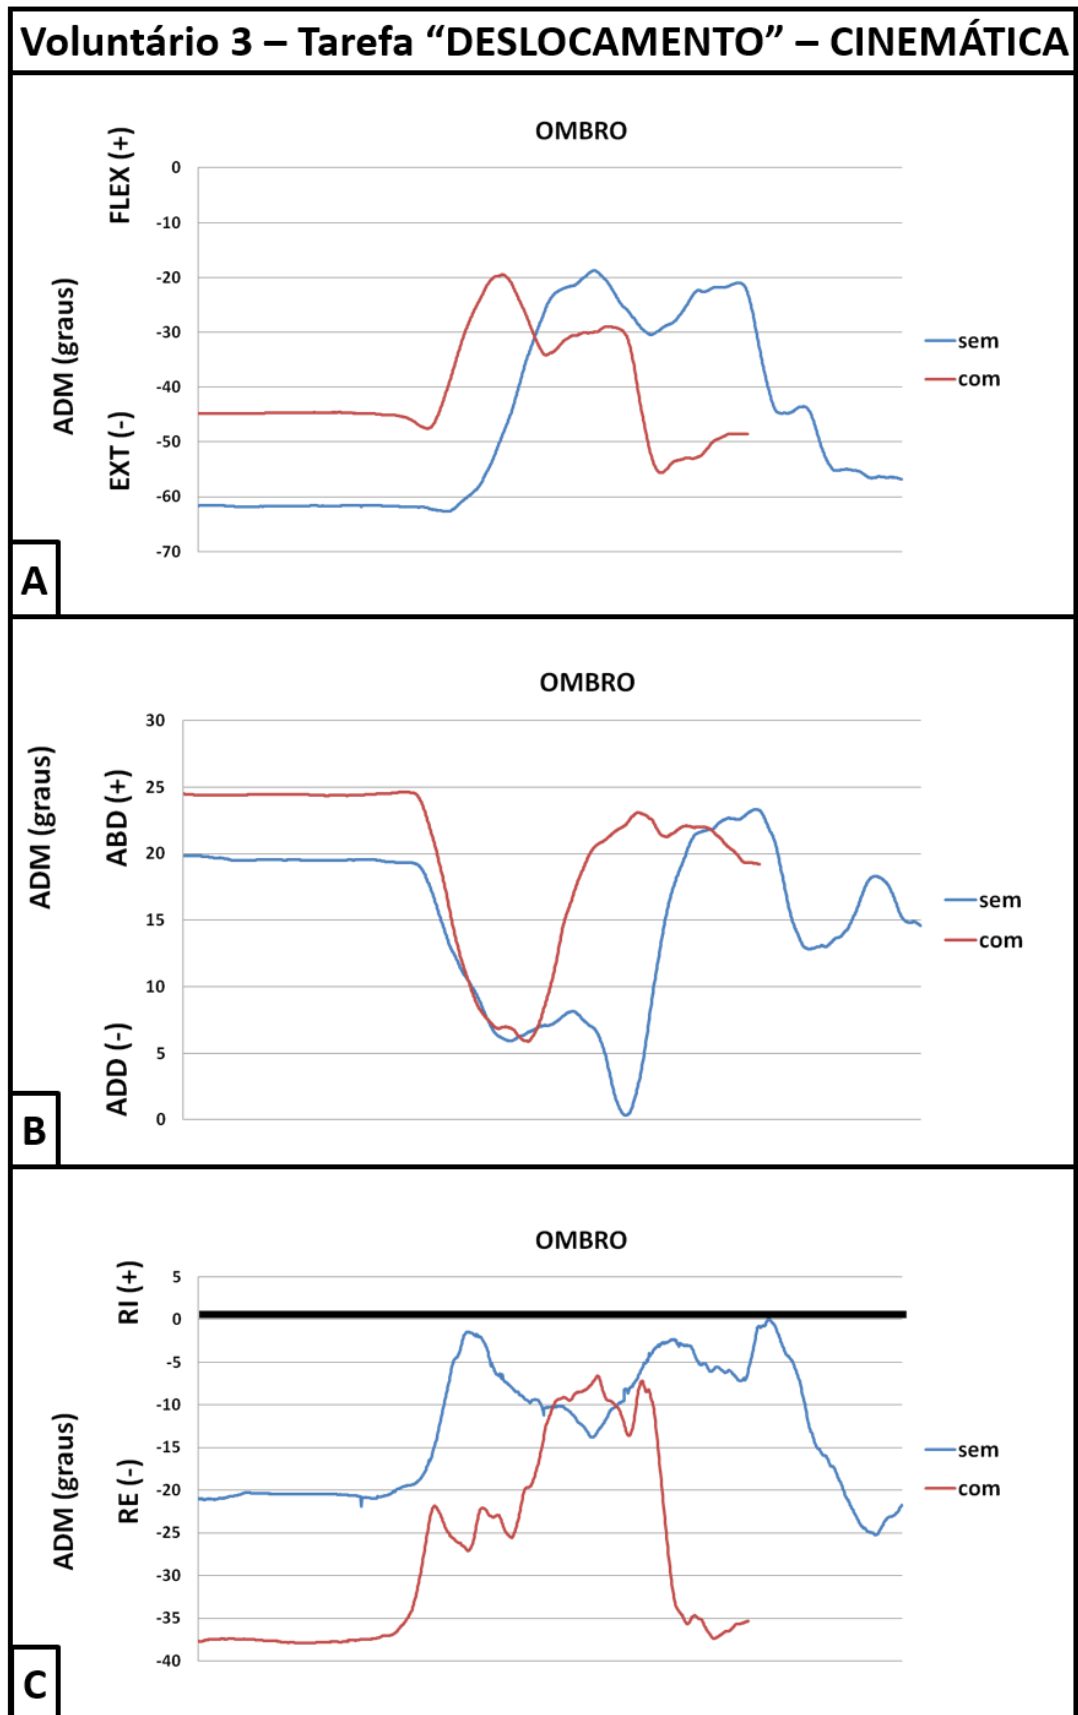 Voluntário 3 – Tarefa “DESLOCAMENTO” – CINEMÁTICA
OMBRO
FLEX (+)
ADM (graus)
EXT (-)
0
-10
-20
-30
-40
-50
-60
-70
sem
com
A
OMBRO
ADM (graus)
ABD (+)
ADD (-)
30
25
20
15
10
5
0
sem
com
B
OMBRO
RI (+)
ADM (graus)
RE (-)
5
0
-5
-10
-15
-20
-25
-30
-35
-40
sem
com
C